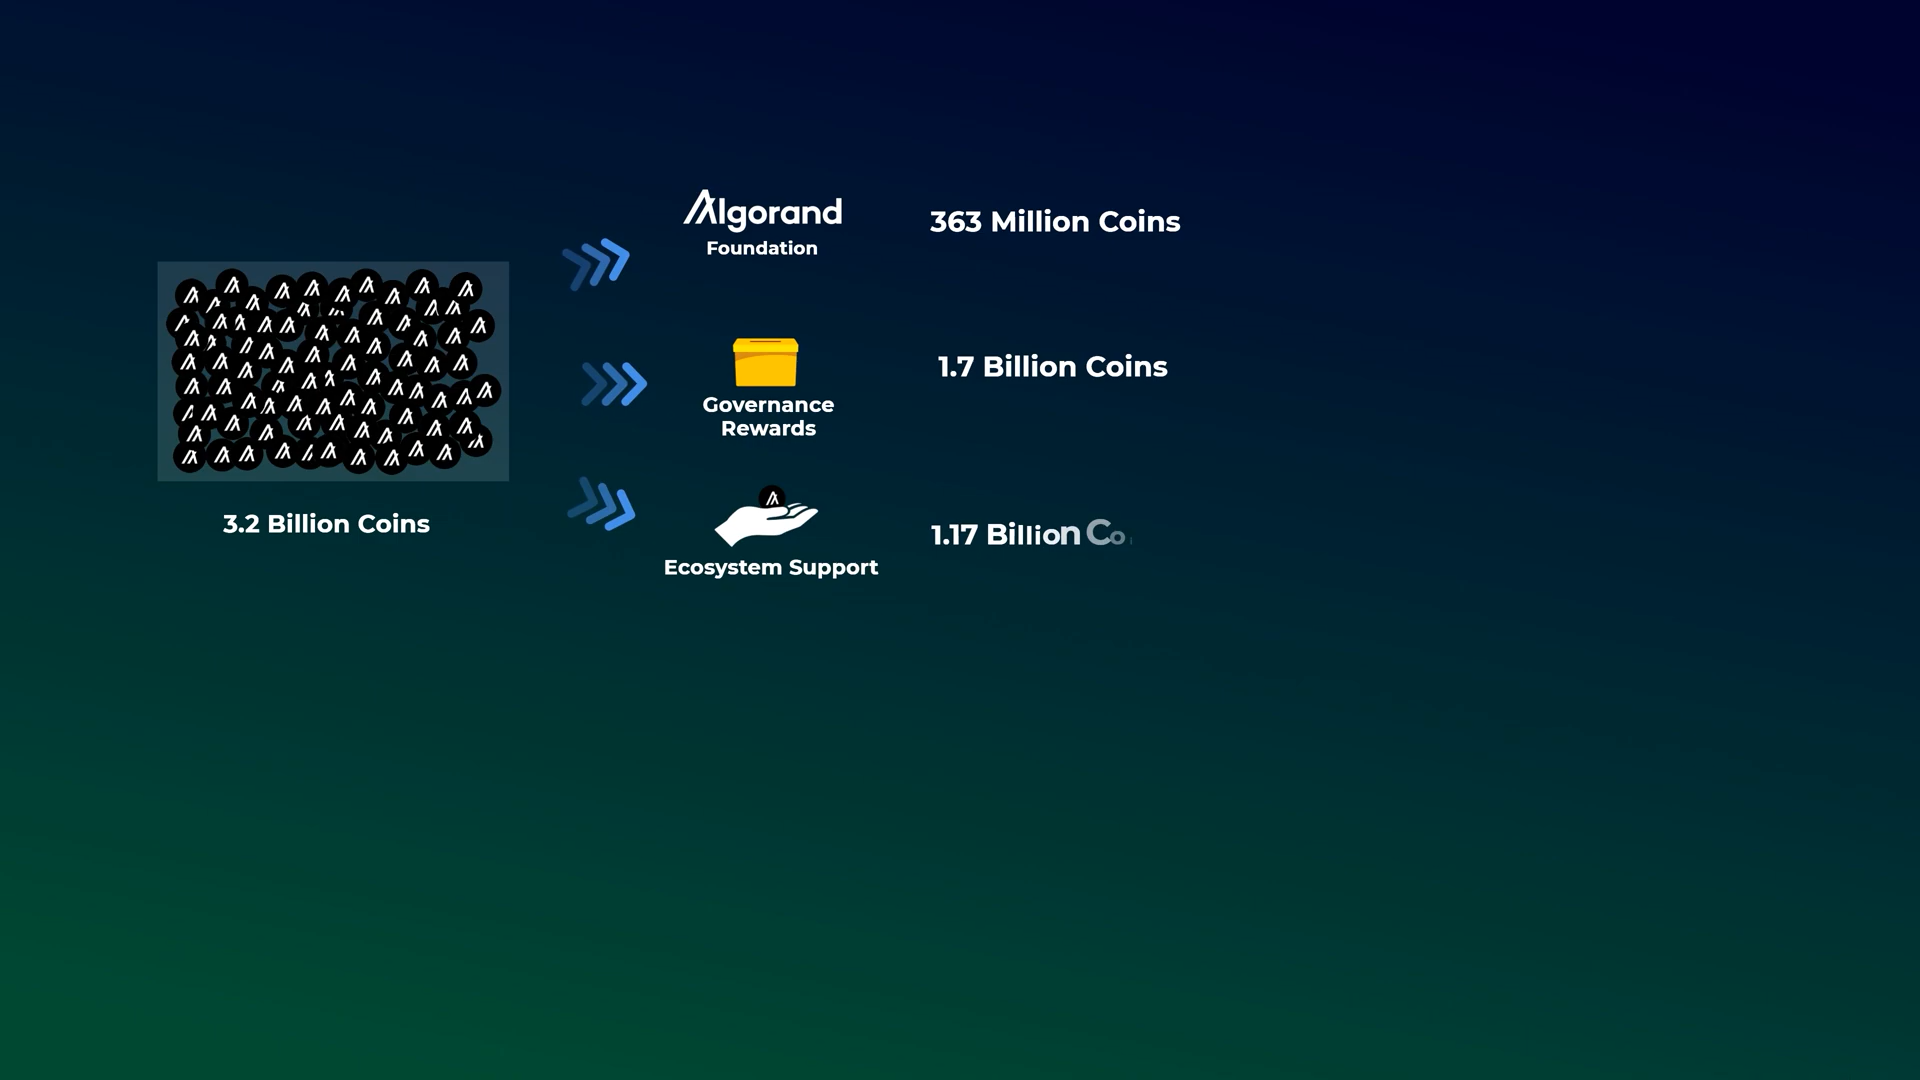 Algorand
Foundation
363 Million Coins
Governance
Rewards
1.7 Billion Coins
3.2 Billion Coins
Ecosystem Support
1.17 Billion Co